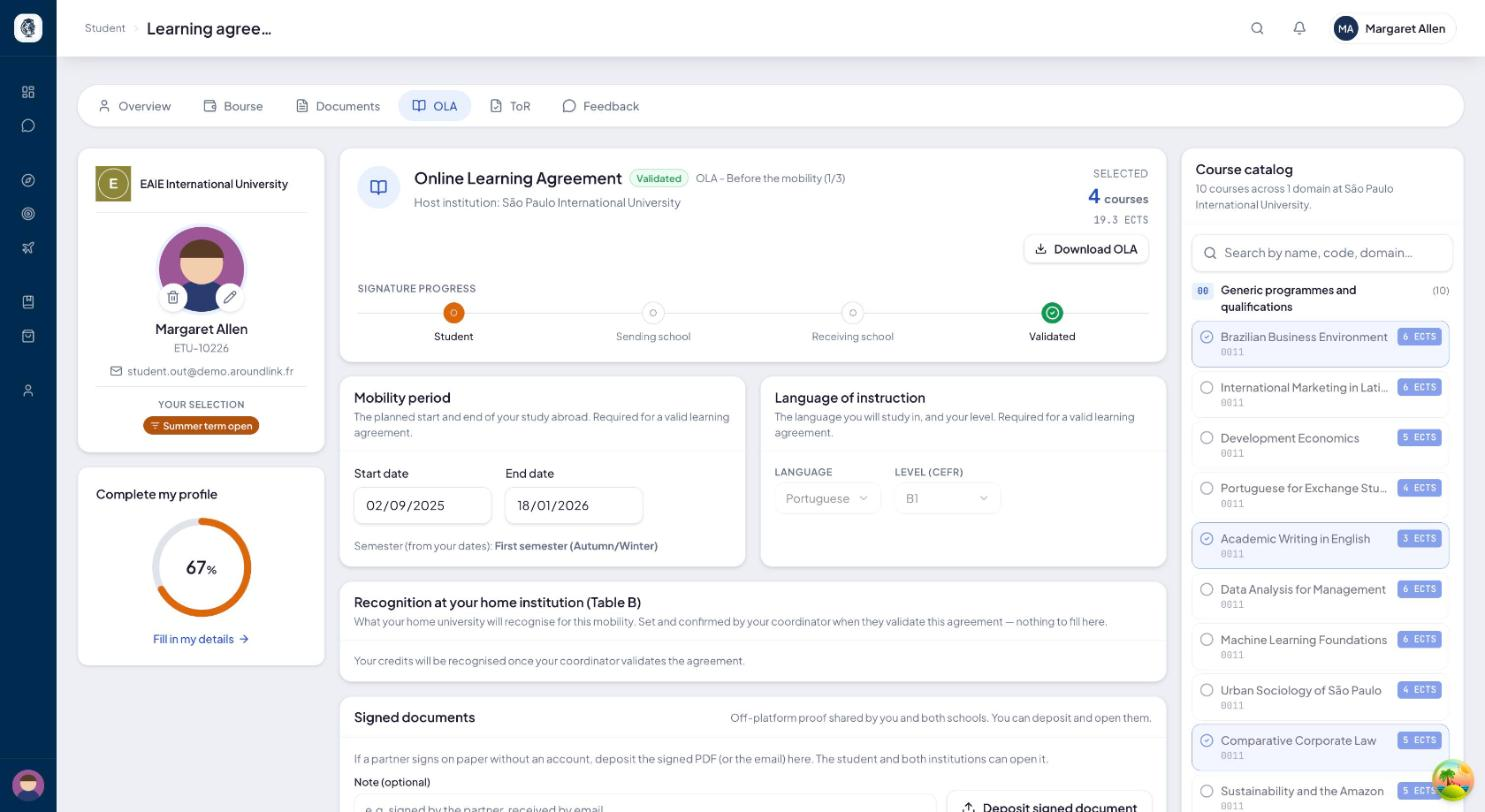 Student
Learning agree...
MA
Margaret Allen
Overview
Bourse
Documents
OLA
ToR
Feedback
E
EAIE International University
Margaret Allen
ETU-10226
student.out@demo.aroundlink.fr
YOUR SELECTION
Summer term open
Complete my profile
67%
Fill in my details
Online Learning Agreement
Validated
OLA - Before the mobility (1/3)
Host institution: São Paulo International University
SELECTED
4 courses
19.3 ECTS
Download OLA
SIGNATURE PROGRESS
Student
Sending school
Receiving school
Validated
Mobility period
The planned start and end of your study abroad. Required for a valid learning
agreement.
Start date
End date
02/09/2025
18/01/2026
Semester (from your dates): First semester (Autumn/Winter)
Language of instruction
The language you will study in, and your level. Required for a valid learning
agreement.
LANGUAGE
LEVEL (CEFR)
Portuguese
B1
Recognition at your home institution (Table B)
What your home university will recognise for this mobility. Set and confirmed by your coordinator when they validate this agreement — nothing to fill here.
Your credits will be recognised once your coordinator validates the agreement.
Signed documents
Off-platform proof shared by you and both schools. You can deposit and open them.
If a partner signs on paper without an account, deposit the signed PDF (or the email) here. The student and both institutions can open it.
Note (optional)
e.g. signed by the partner, received by email
Deposit signed document
Course catalog
10 courses across 1 domain at São Paulo
International University.
Search by name, code, domain...
00
Generic programmes and
qualifications
(10)
Brazilian Business Environment
6 ECTS
0011
International Marketing in Lati...
6 ECTS
0011
Development Economics
5 ECTS
0011
Portuguese for Exchange Stu...
4 ECTS
0011
Academic Writing in English
3 ECTS
0011
Data Analysis for Management
6 ECTS
0011
Machine Learning Foundations
6 ECTS
0011
Urban Sociology of São Paulo
4 ECTS
0011
Comparative Corporate Law
5 ECTS
0011
Sustainability and the Amazon
5 ECTS
0011